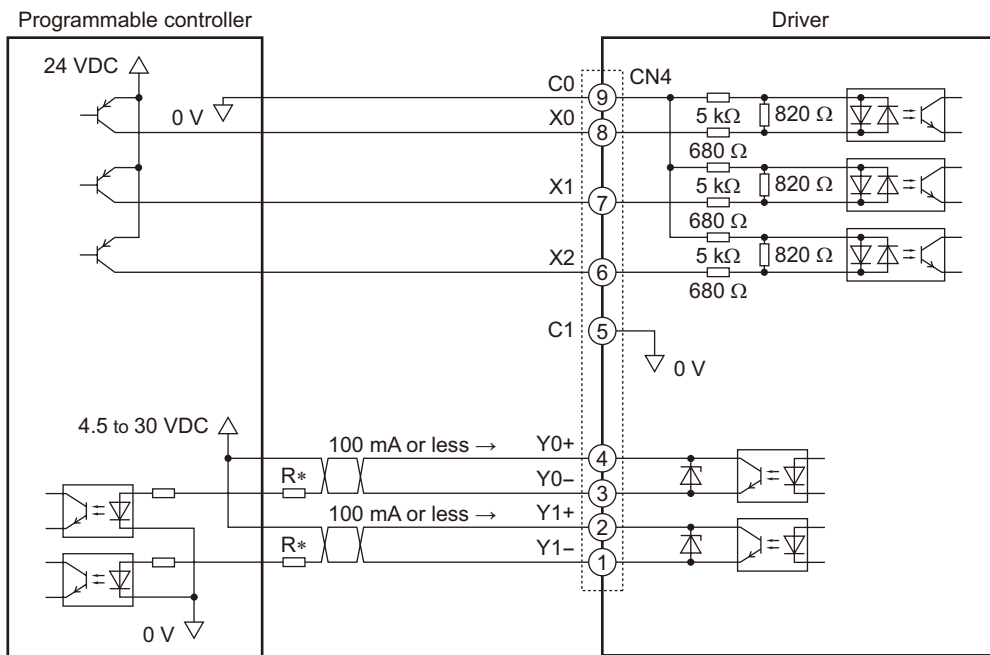 Programmable controller
Driver
24 VDC
0 V
C0
CN4
9
X0
8
5 kΩ
820 Ω
680 Ω
X1
7
5 kΩ
820 Ω
680 Ω
X2
6
5 kΩ
820 Ω
680 Ω
C1
5
0 V
4.5 to 30 VDC
100 mA or less →
Y0+
4
R*
Y0−
3
100 mA or less →
Y1+
2
R*
Y1−
1
0 V